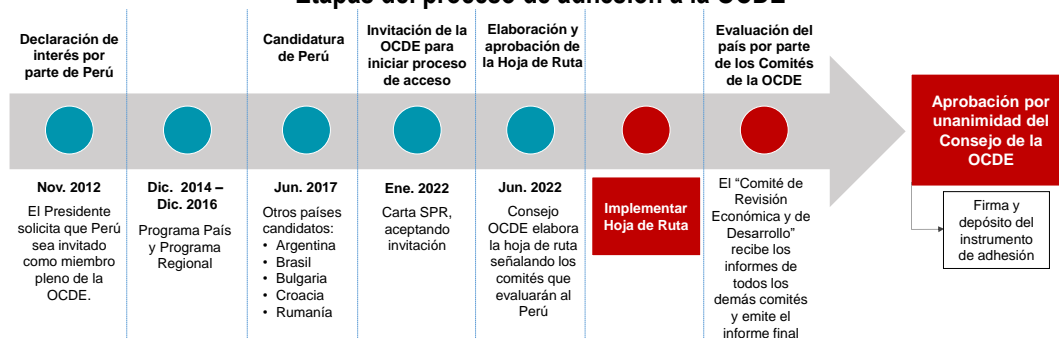 Etapas del proceso de adhesión a la OCDE
Declaración de
interés por
parte de Perú
Candidatura
de Perú
Invitación de la
OCDE para
iniciar proceso
de acceso
Elaboración y
aprobación de
la Hoja de Ruta
Evaluación del
país por parte
de los Comités
de la OCDE
Nov. 2012
El Presidente
solicita que Perú
sea invitado
como miembro
pleno de la
OCDE.
Dic. 2014 –
Dic. 2016
Programa País
y Programa
Regional
Jun. 2017
Otros países
candidatos:
• Argentina
• Brasil
• Bulgaria
• Croacia
• Rumanía
Ene. 2022
Carta SPR,
aceptando
invitación
Jun. 2022
Consejo
OCDE elabora
la hoja de ruta
señalando los
comités que
evaluarán al
Perú
Implementar
Hoja de Ruta
El “Comité de
Revisión
Económica y de
Desarrollo”
recibe los
informes de
todos los
demás comités
y emite el
informe final
Aprobación por
unanimidad del
Consejo de la
OCDE
Firma y
depósito del
instrumento
de adhesión